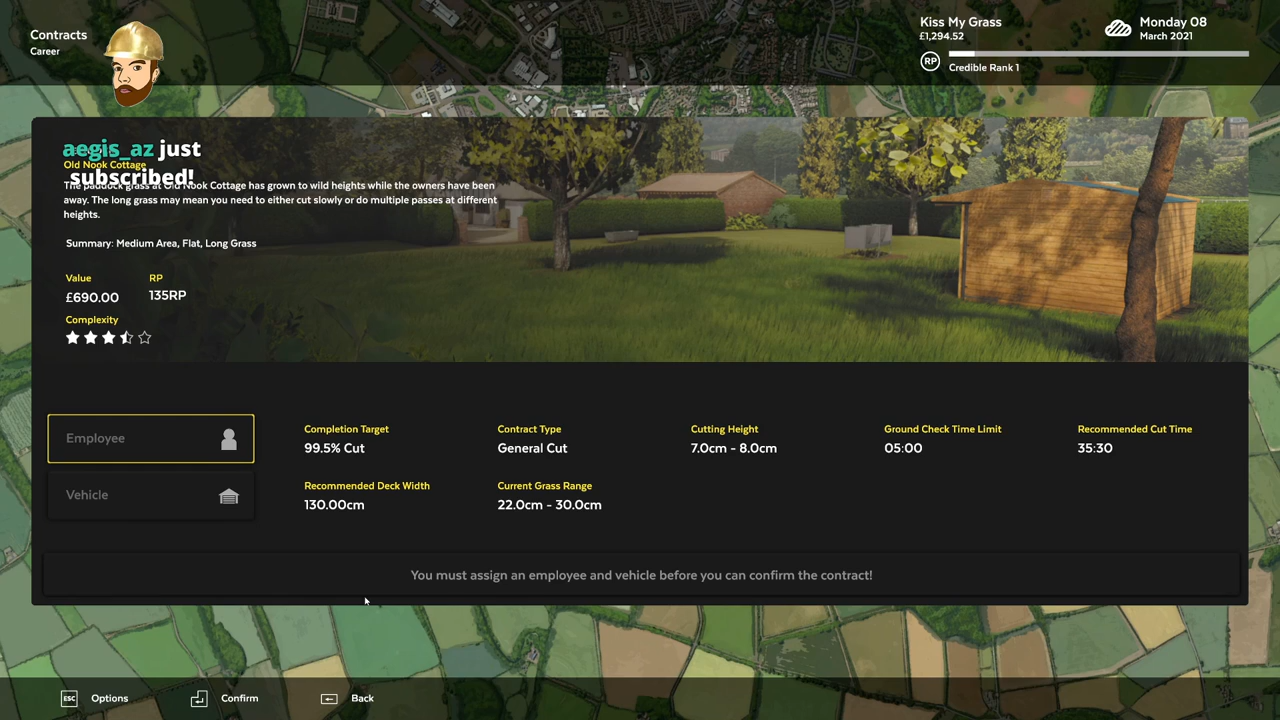 Contracts
Career
Kiss My Grass
£1,294.52
Monday 08
March 2021
RP
Credible Rank 1
aegis_az just
subscribed!
Old Nook Cottage
The paddock grass at Old Nook Cottage has grown to wild heights while the owners have been
away. The long grass may mean you need to either cut slowly or do multiple passes at different
heights.
Summary: Medium Area, Flat, Long Grass
Value
£690.00
RP
135RP
Complexity
Employee
Vehicle
Completion Target
99.5% Cut
Contract Type
General Cut
Cutting Height
7.0cm - 8.0cm
Ground Check Time Limit
05:00
Recommended Cut Time
35:30
Recommended Deck Width
130.00cm
Current Grass Range
22.0cm - 30.0cm
You must assign an employee and vehicle before you can confirm the contract!
ESC Options
Confirm
Back